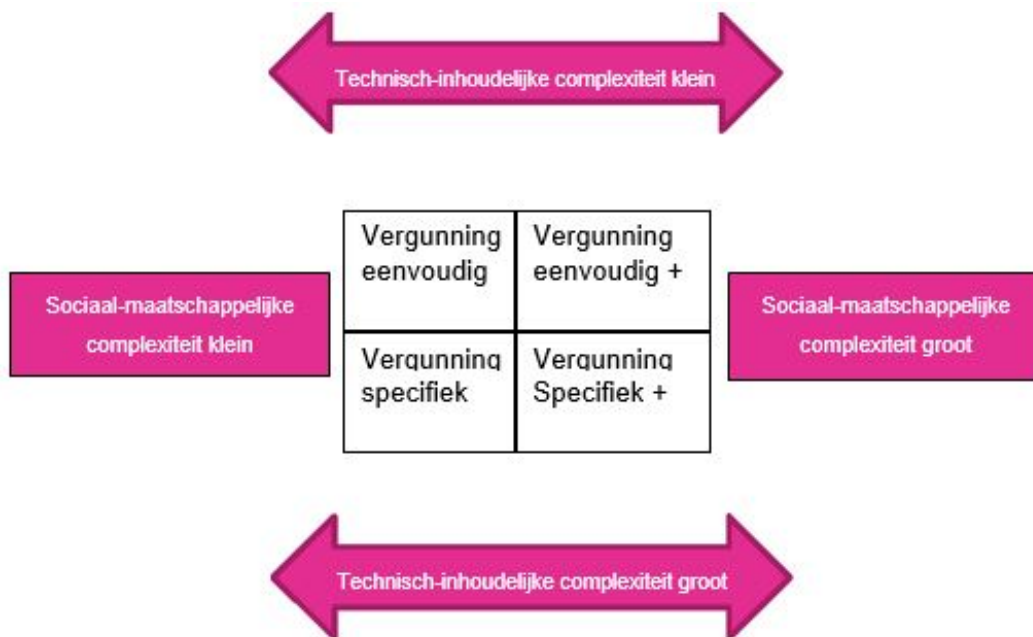 Technisch-inhoudelijke complexiteit klein
Vergunning
eenvoudig
Vergunning
eenvoudig +
Sociaal-maatschappelijke
complexiteit klein
Sociaal-maatschappelijke
complexiteit groot
Vergunning
specifiek
Vergunning
Specifiek +
Technisch-inhoudelijke complexiteit groot